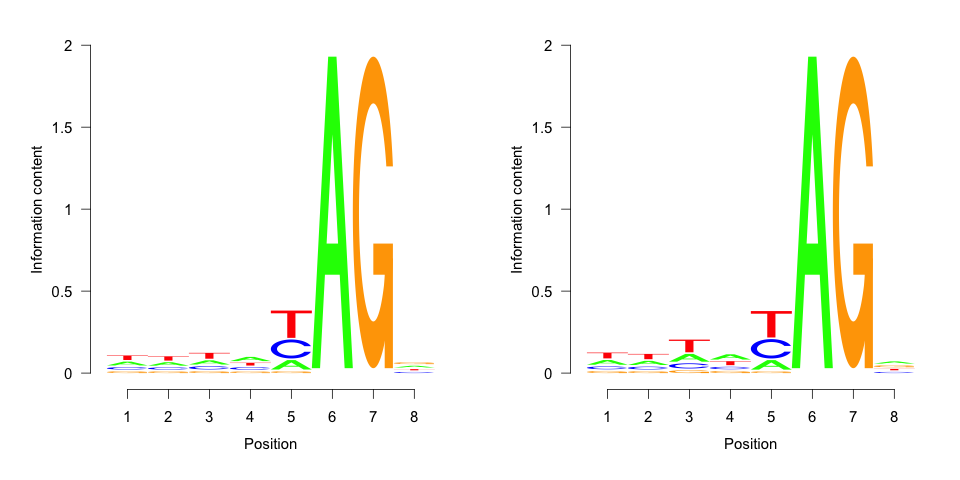 2
1.5
1
0.5
0
Information content
T T T A T A G G
A A A T C A
C C C C A T
G G G G G C
1 2 3 4 5 6 7 8
Position
2
1.5
1
0.5
0
Information content
T T T A T A G A
A A A T C G
C C C C A T
G G G G G C
1 2 3 4 5 6 7 8
Position